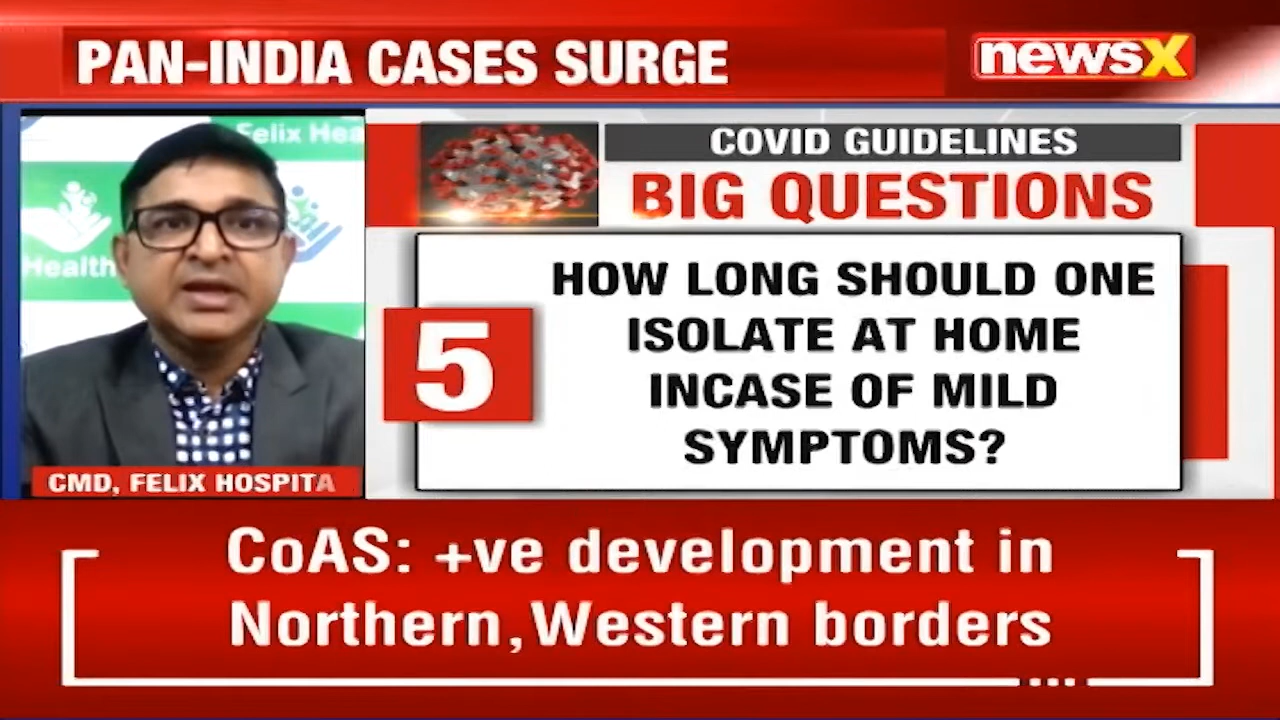 PAN-INDIA CASES SURGE
newsX
Felix Hea
Health
COVID GUIDELINES
BIG QUESTIONS
5
HOW LONG SHOULD ONE
ISOLATE AT HOME
INCASE OF MILD
SYMPTOMS?
CMD, FELIX HOSPITA
CoAS: +ve development in
Northern, Western borders